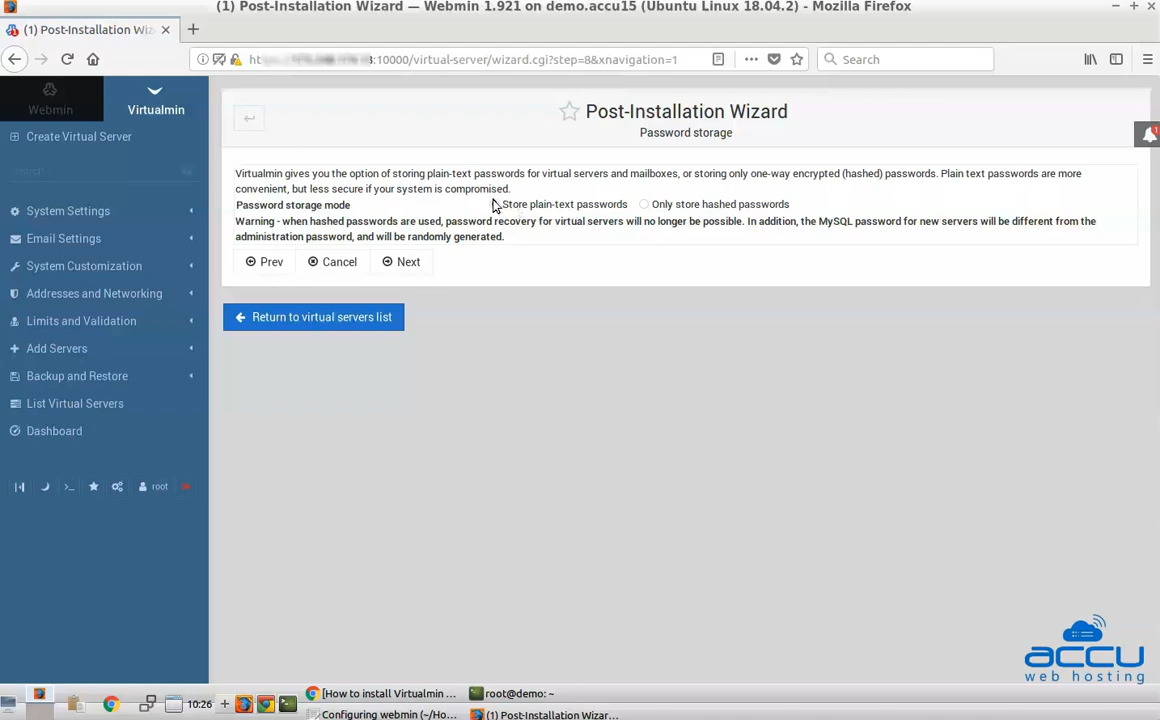 (1) Post-Installation Wizard — Webmin 1.921 on demo.accu15 (Ubuntu Linux 18.04.2) - Mozilla Firefox
(1) Post-Installation Wiz
:10000/virtual-server/wizard.cgi?step=8&xnavigation=1
Search
Webmin
Virtualmin
Create Virtual Server
Search
System Settings
Email Settings
System Customization
Addresses and Networking
Limits and Validation
Add Servers
Backup and Restore
List Virtual Servers
Dashboard
root
Post-Installation Wizard
Password storage
1
Virtualmin gives you the option of storing plain-text passwords for virtual servers and mailboxes, or storing only one-way encrypted (hashed) passwords. Plain text passwords are more
convenient, but less secure if your system is compromised.
Password storage mode Store plain-text passwords Only store hashed passwords
Warning - when hashed passwords are used, password recovery for virtual servers will no longer be possible. In addition, the MySQL password for new servers will be different from the
administration password, and will be randomly generated.
Prev Cancel Next
Return to virtual servers list
accu
web hosting
10:26
[How to install Virtualmin ...
root@demo: ~
Configuring webmin (~/Ho...
(1) Post-Installation Wizar...